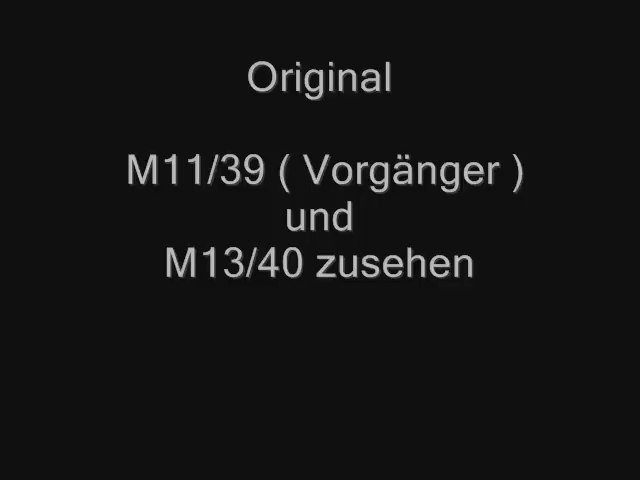 Original
M11/39 ( Vorgänger )
und
M13/40 zusehen